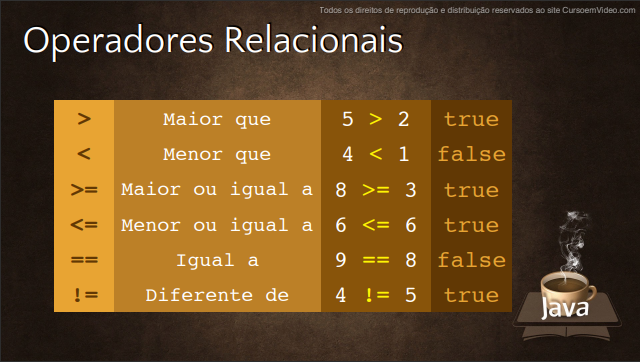 Todos os direitos de reprodução e distribuição reservados ao site CursoemVideo.com
Operadores Relacionais
> Maior que 5 > 2 true
< Menor que 4 < 1 false
>= Maior ou igual a 8 >= 3 true
<= Menor ou igual a 6 <= 6 true
== Igual a 9 == 8 false
!= Diferente de 4 != 5 true
Java